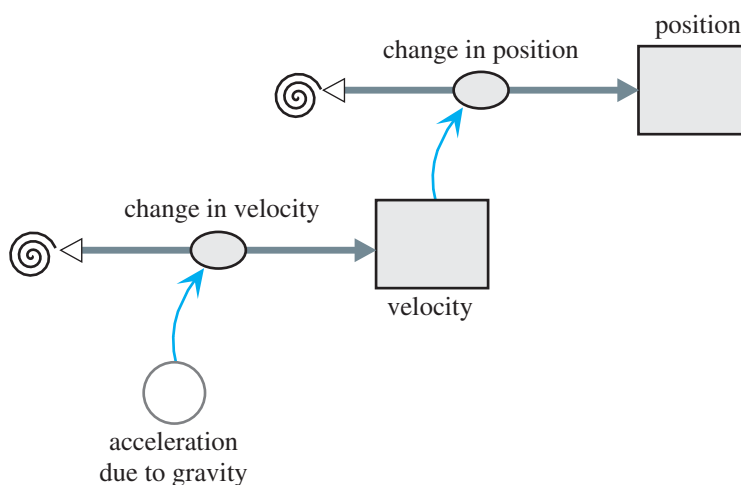 position
change in position
change in velocity
velocity
acceleration
due to gravity